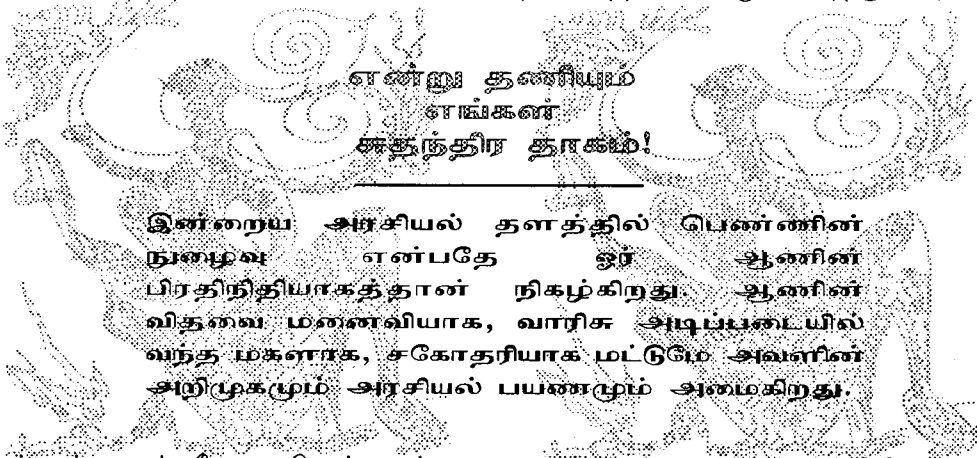 என்று தணியும்
எங்கள்
சுதந்திர தாகம்!
இன்றைய அரசியல் தளத்தில் பெண்ணின்
நுழைவு என்பதே ஓர் ஆணின்
பிரதிநிதியாகத்தான் நிகழ்கிறது. ஆணின்
விதவை மனைவியாக, வாரிசு அடிப்படையில்
வந்த மகளாக, சகோதரியாக மட்டுமே அவளின்
அறிமுகமும் அரசியல் பயணமும் அமைகிறது.